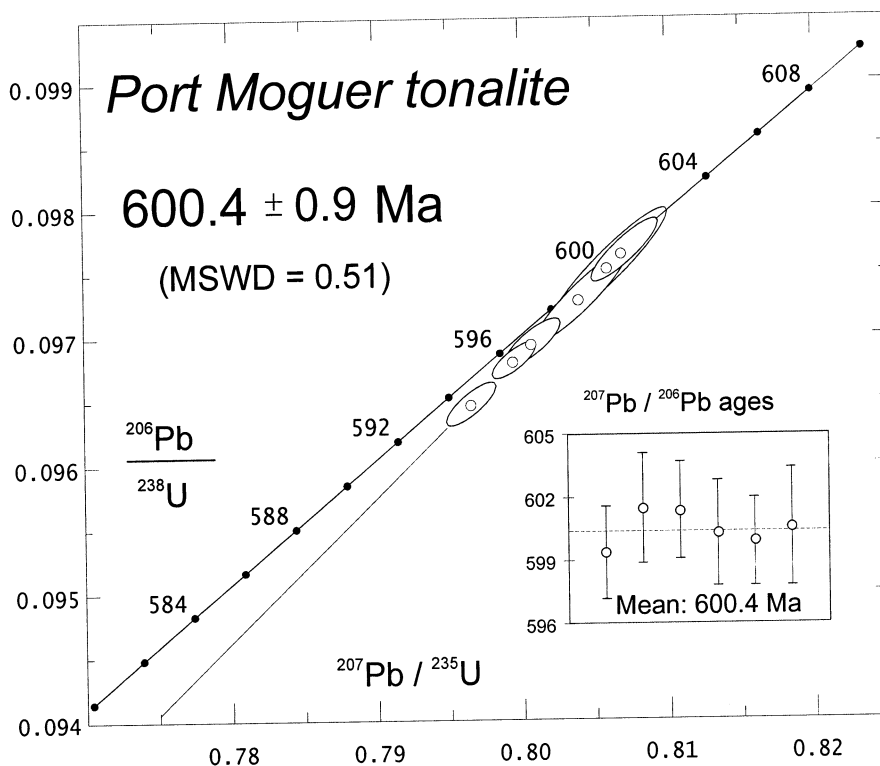 Port Moguer tonalite
600.4 ± 0.9 Ma
(MSWD = 0.51)
0.099
0.098
0.097
0.096
0.095
0.094
608
604
600
596
592
588
584
²⁰⁶Pb
²³⁸U
²⁰⁷Pb / ²⁰⁶Pb ages
605
602
599
596
Mean: 600.4 Ma
²⁰⁷Pb / ²³⁵U
0.78
0.79
0.80
0.81
0.82